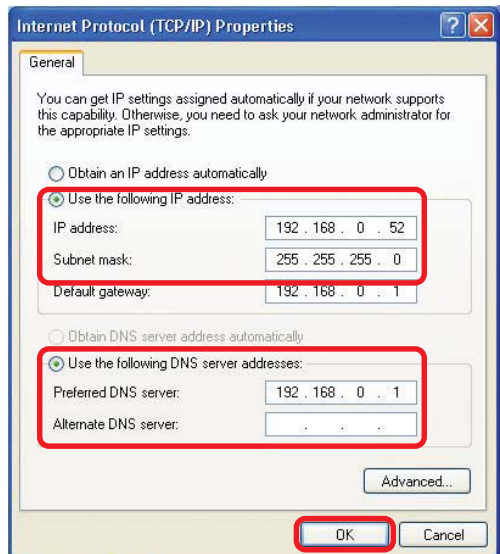 Internet Protocol (TCP/IP) Properties
General
You can get IP settings assigned automatically if your network supports
this capability. Otherwise, you need to ask your network administrator for
the appropriate IP settings.
Obtain an IP address automatically
Use the following IP address:
IP address: 192 . 168 . 0 . 52
Subnet mask: 255 . 255 . 255 . 0
Default gateway: 192 . 168 . 0 . 1
Obtain DNS server address automatically
Use the following DNS server addresses:
Preferred DNS server: 192 . 168 . 0 . 1
Alternate DNS server: . . .
Advanced...
OK Cancel